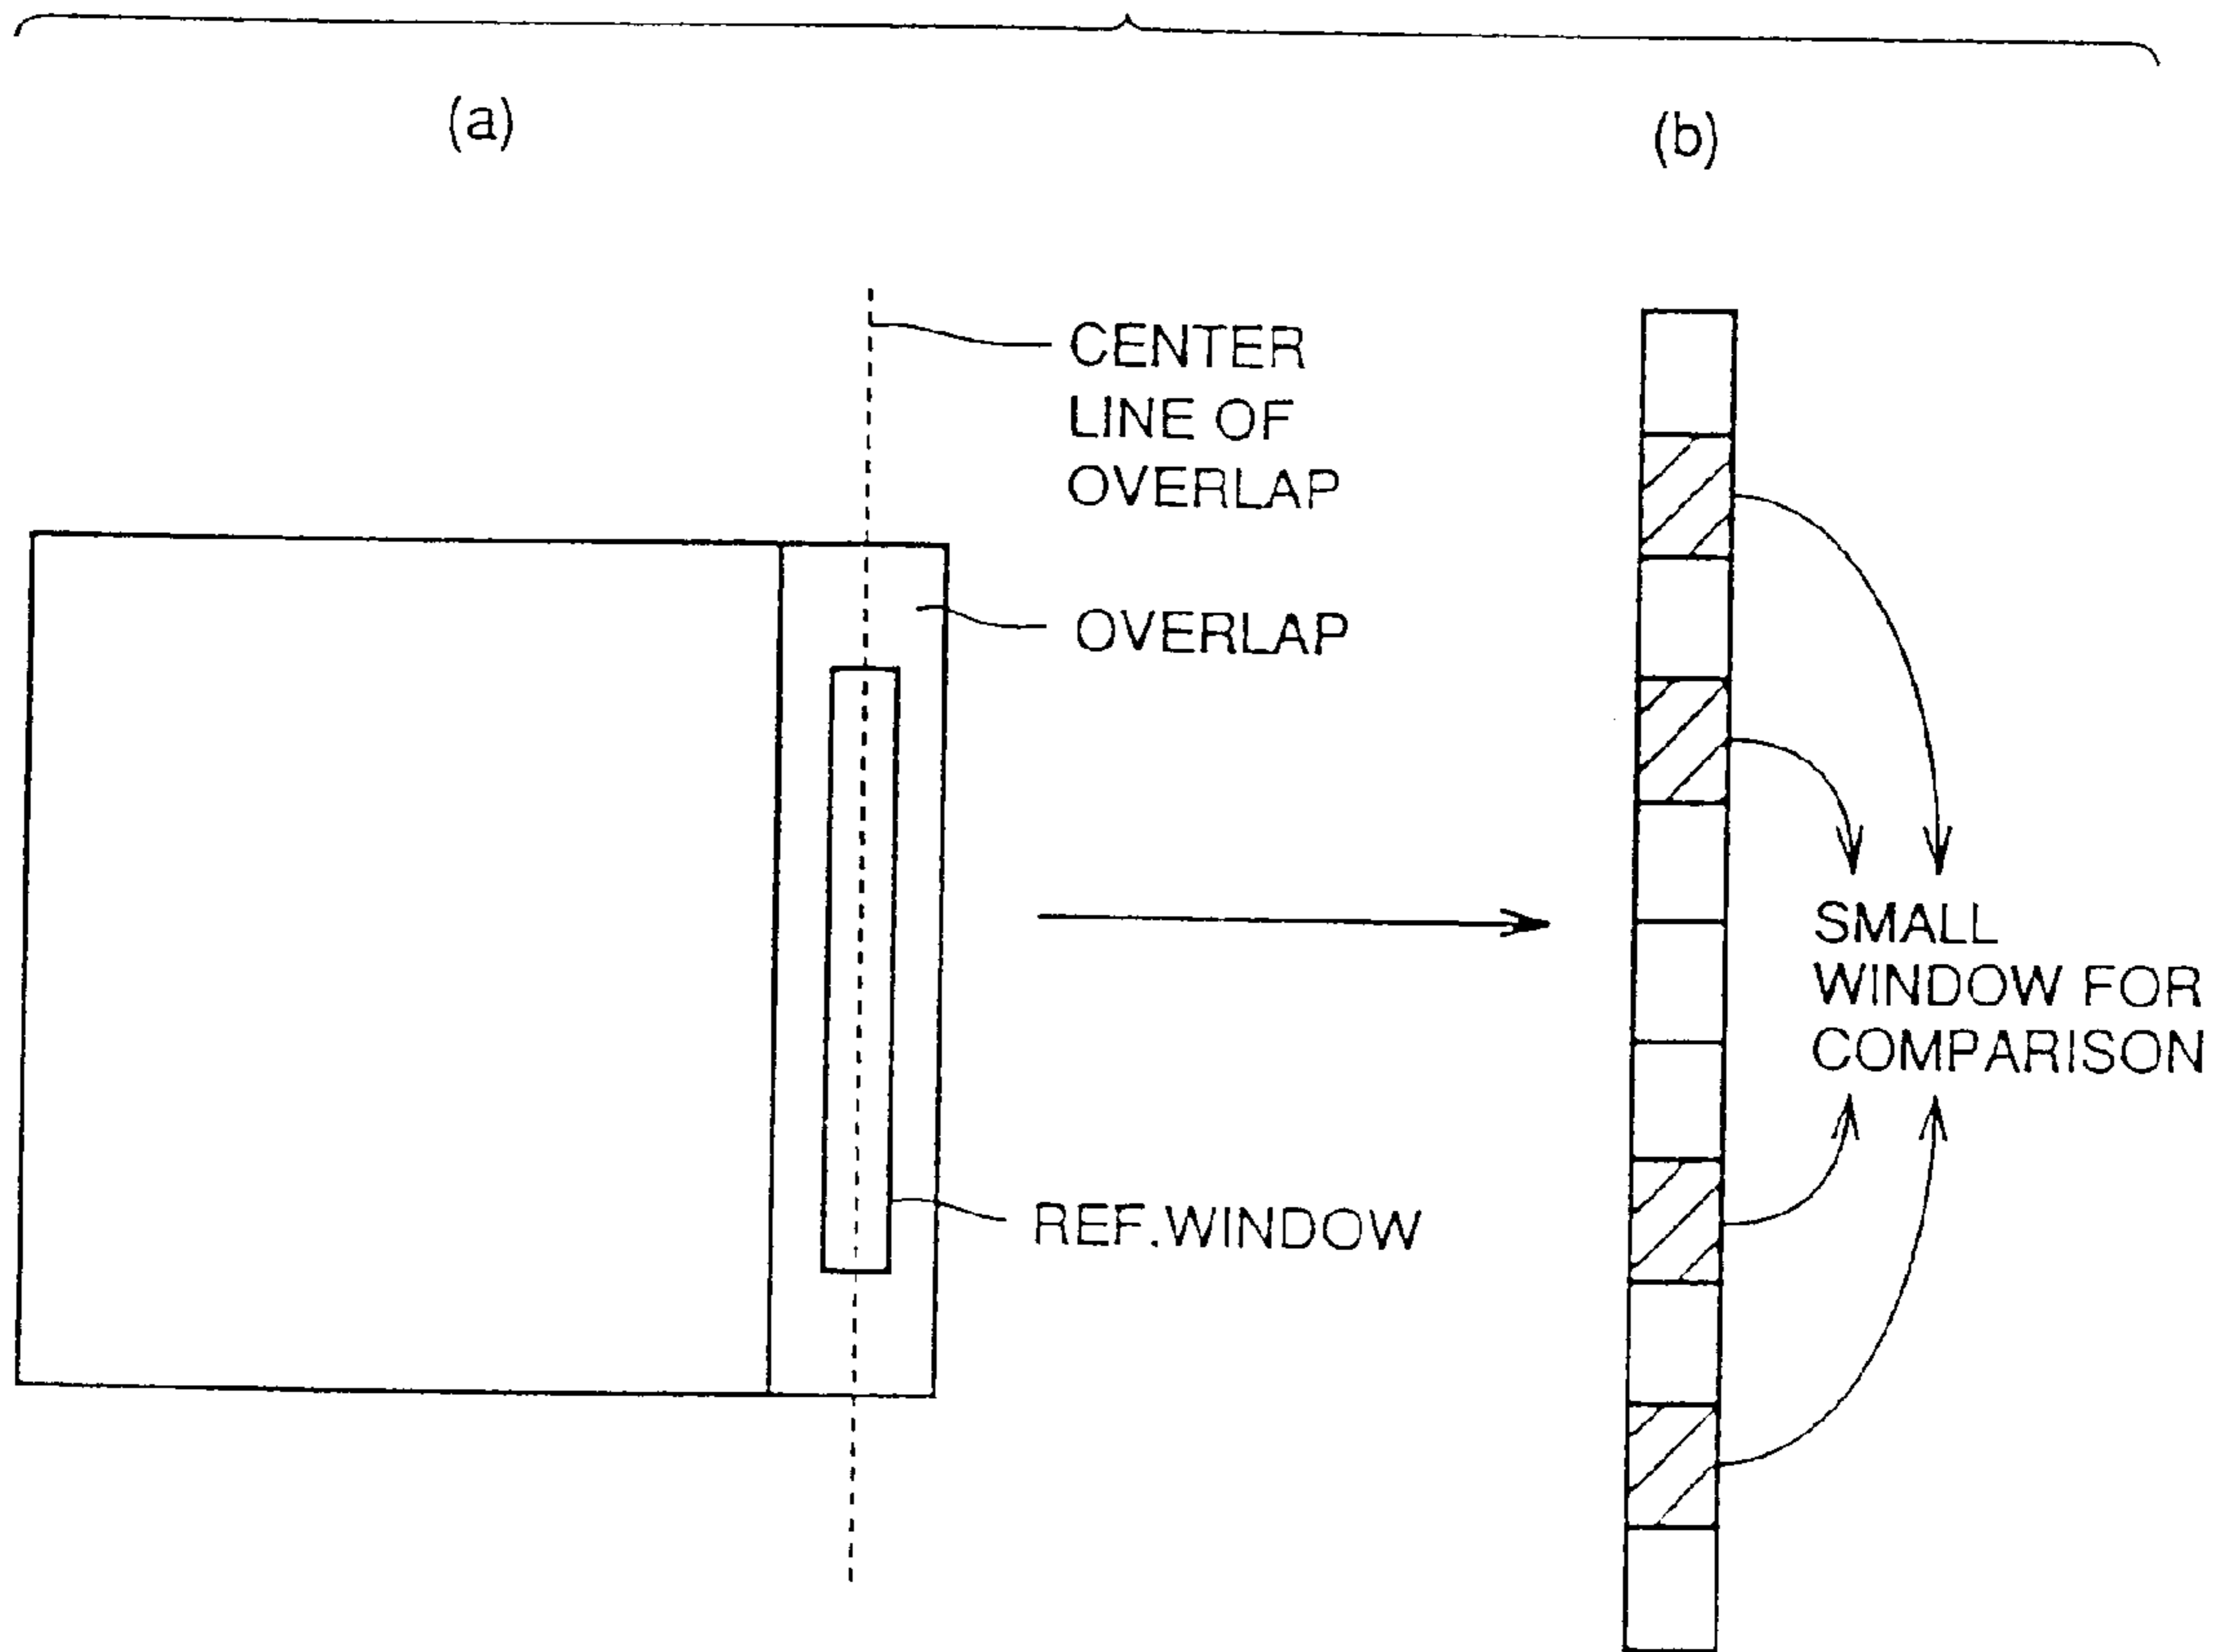 (a)
(b)
CENTER
LINE OF
OVERLAP
OVERLAP
SMALL
WINDOW FOR
COMPARISON
REF.WINDOW